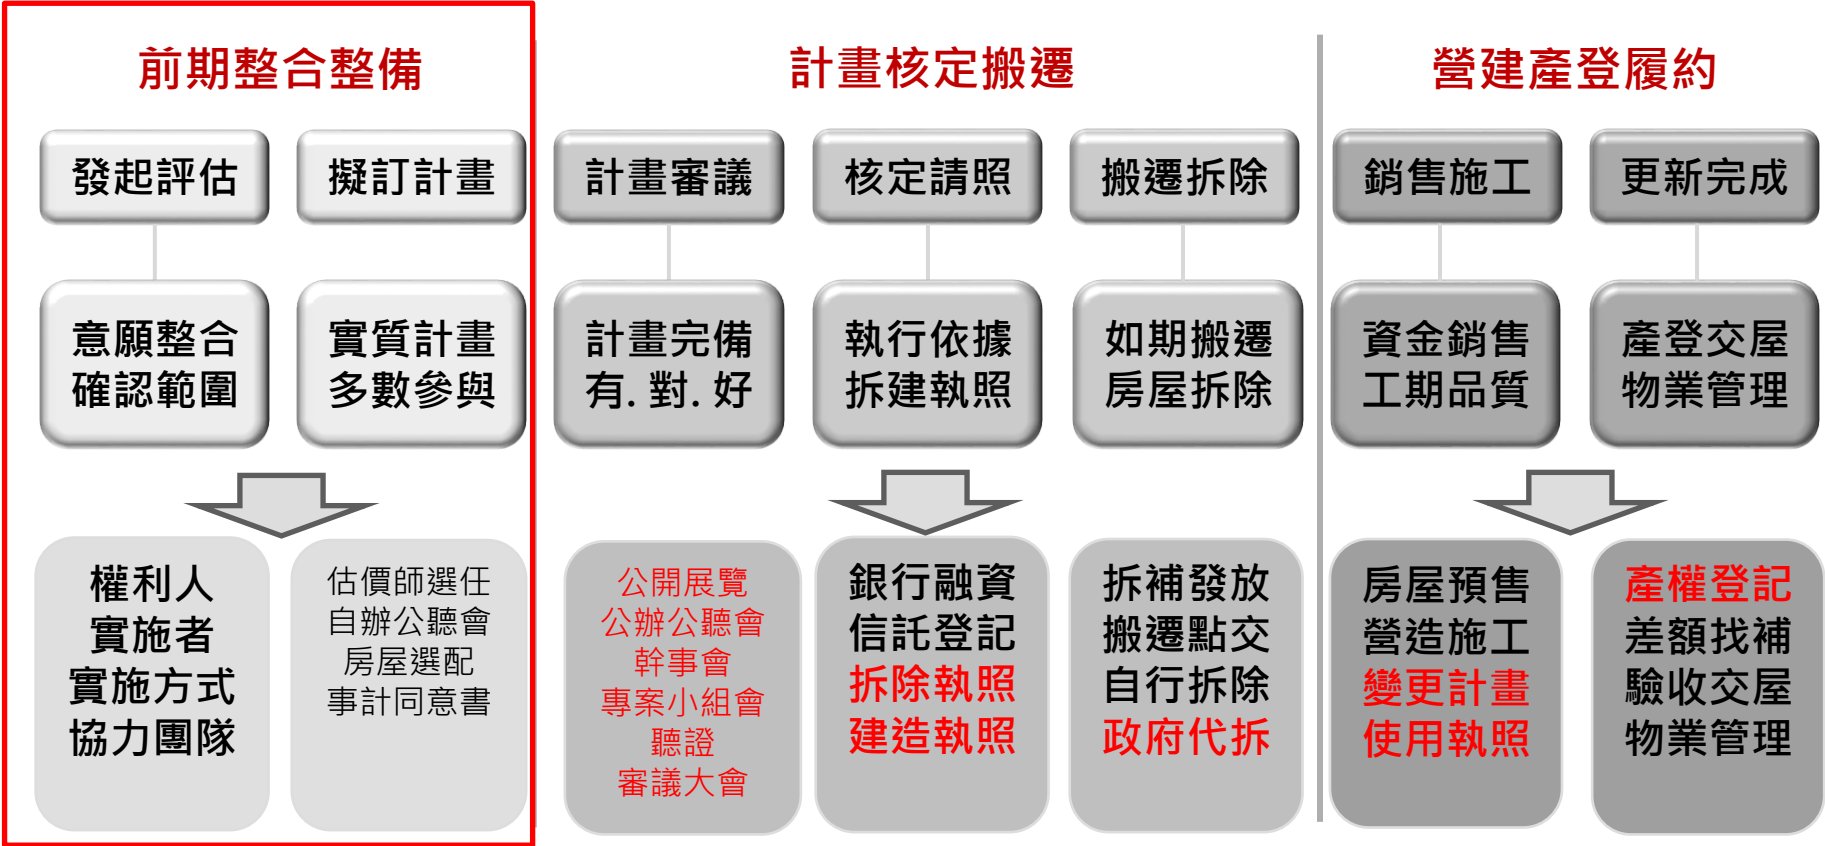 前期整合整備
計畫核定搬遷
營建產登履約
發起評估
擬訂計畫
計畫審議
核定請照
搬遷拆除
銷售施工
更新完成
意願整合
確認範圍
實質計畫
多數參與
計畫完備
有. 對. 好
執行依據
拆建執照
如期搬遷
房屋拆除
資金銷售
工期品質
產登交屋
物業管理
權利人
實施者
實施方式
協力團隊
估價師選任
自辦公聽會
房屋選配
事計同意書
公開展覽
公辦公聽會
幹事會
專案小組會
聽證
審議大會
銀行融資
信託登記
拆除執照
建造執照
拆補發放
搬遷點交
自行拆除
政府代拆
房屋預售
營造施工
變更計畫
使用執照
產權登記
差額找補
驗收交屋
物業管理